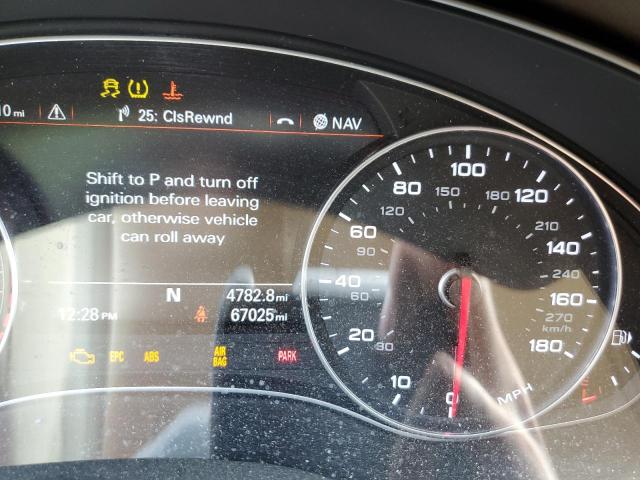 10 mi
25: ClsRewnd
NAV
Shift to P and turn off
ignition before leaving
car, otherwise vehicle
can roll away
N 4782.8 mi
12:28 PM 67025 mi
EPC ABS AIR BAG PARK
0 10 20 40 60 80 100 120 140 160 180
MPH
30 60 90 120 150 180 210 240 270
km/h